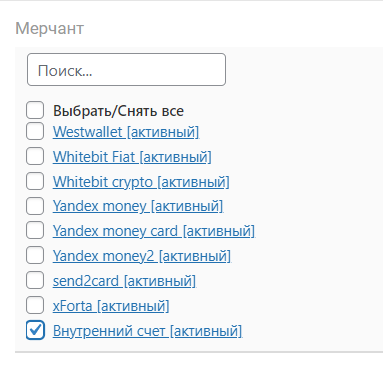 Мерчант
Поиск...
Выбрать/Снять все
Westwallet [активный]
Whitebit Fiat [активный]
Whitebit crypto [активный]
Yandex money [активный]
Yandex money card [активный]
Yandex money2 [активный]
send2card [активный]
xForta [активный]
Внутренний счет [активный]